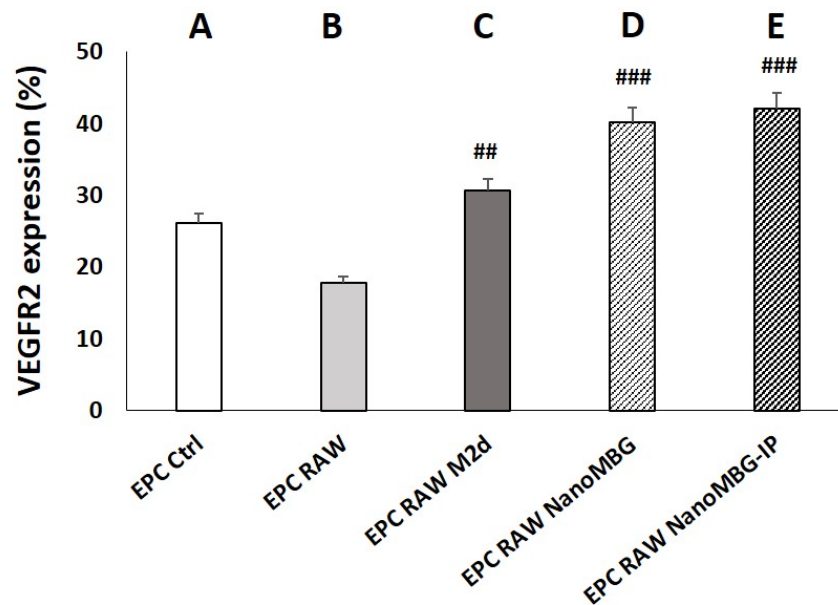 A B C D E
VEGFR2 expression (%)
50
40
30
20
10
0
##
###
###
EPC Ctrl
EPC RAW
EPC RAW M2d
EPC RAW NanoMBG
EPC RAW NanoMBG-IP